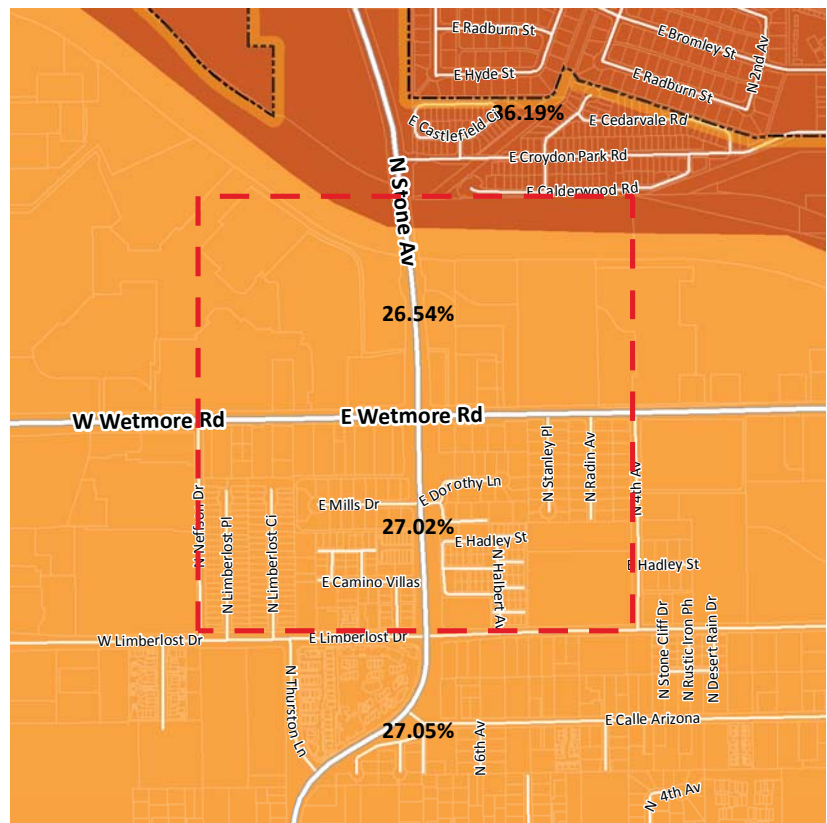 E Radburn St
E Bromley St
N 2nd Av
E Hyde St
E Radburn St
36.19%
E Castlefield Ci
E Cedarvale Rd
E Croydon Park Rd
N Stone Av
E Calderwood Rd
26.54%
W Wetmore Rd
E Wetmore Rd
N Stanley Pl
N Radin Av
N 4th Av
E Dorothy Ln
E Mills Dr
27.02%
N Neffson Dr
N Limberlost Pl
N Limberlost Ci
E Hadley St
N Halbert Av
E Hadley St
E Camino Villas
W Limberlost Dr
E Limberlost Dr
N Stone Cliff Dr
N Rustic Iron Ph
N Desert Rain Dr
N Thurston Ln
27.05%
N 6th Av
E Calle Arizona
N 4th Av